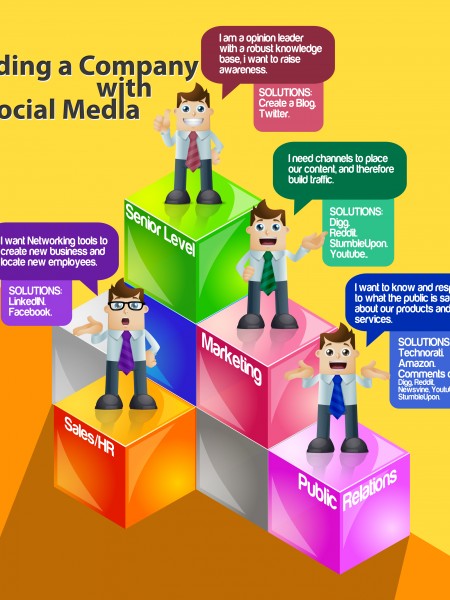 ding a Company
with
ocial Media
I am a opinion leader
with a robust knowledge
base, i want to raise
awareness.
SOLUTIONS:
Create a Blog.
Twitter.
Senior Level
I need channels to place
our content, and therefore
build traffic.
SOLUTIONS:
Digg.
Reddit.
StumbleUpon.
Youtube.
I want Networking tools to
create new business and
locate new employees.
SOLUTIONS:
LinkedIN.
Facebook.
Marketing
I want to know and resp
to what the public is sa
about our products and
services.
SOLUTIONS
Technorati.
Amazon.
Comments o
Digg, Reddit,
Newsvine, Youtu
StumbleUpon.
Sales/HR
Public Relations